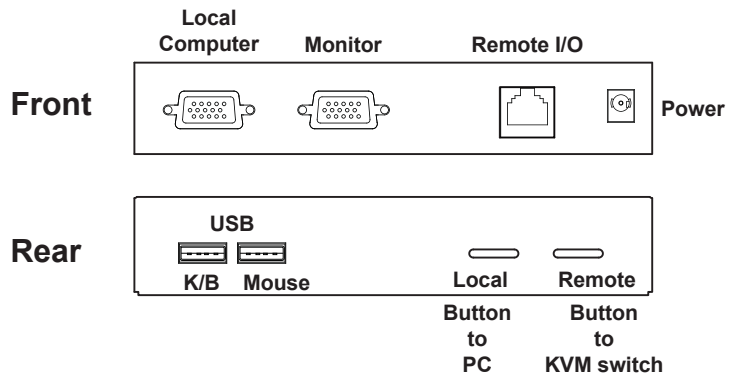 Local
Computer
Monitor
Remote I/O
Front
Power
USB
Rear
K/B
Mouse
Local
Remote
Button
to
PC
Button
to
KVM switch